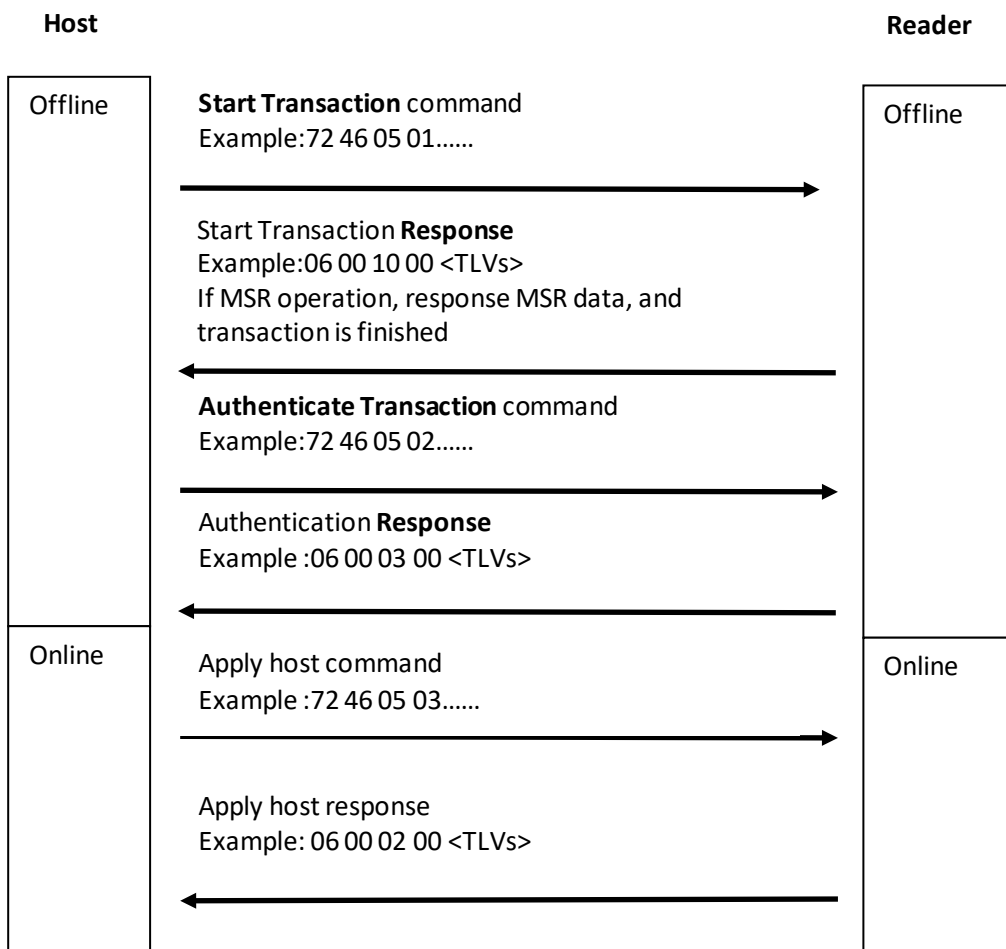 Host
Reader
Offline
Start Transaction command
Example:72 46 05 01......
Offline
Start Transaction Response
Example:06 00 10 00 <TLVs>
If MSR operation, response MSR data, and
transaction is finished
Authenticate Transaction command
Example:72 46 05 02......
Authentication Response
Example :06 00 03 00 <TLVs>
Online
Apply host command
Example :72 46 05 03......
Online
Apply host response
Example: 06 00 02 00 <TLVs>